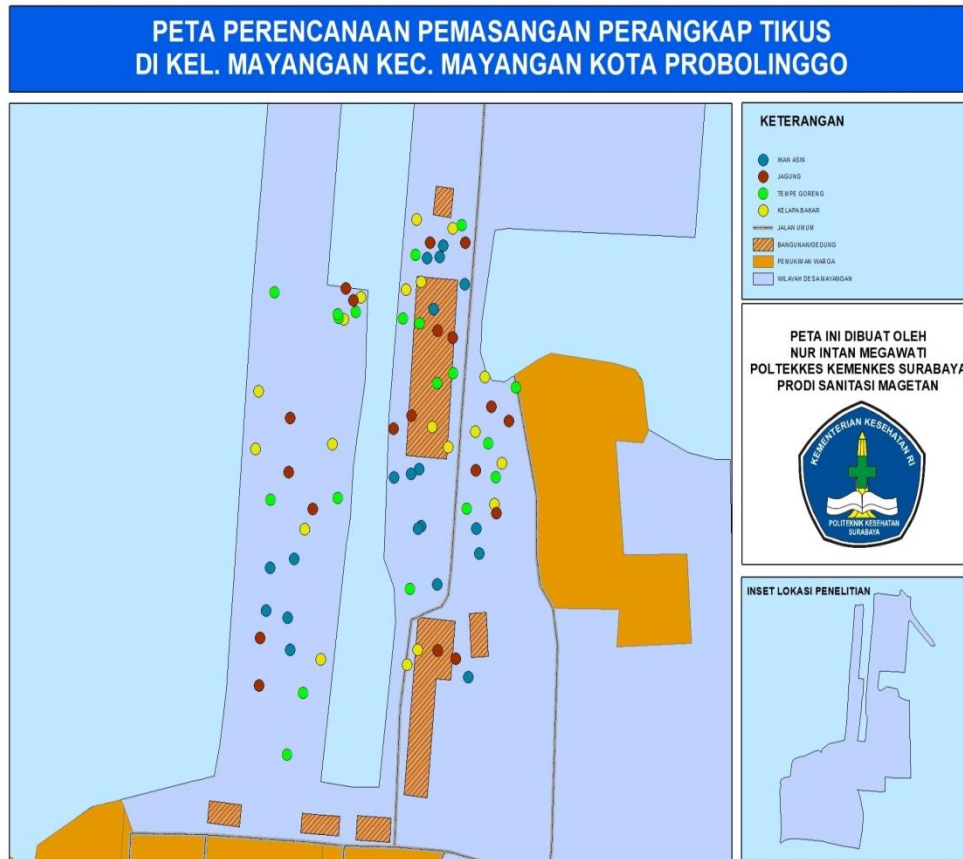 PETA PERENCANAAN PEMASANGAN PERANGKAP TIKUS
DI KEL. MAYANGAN KEC. MAYANGAN KOTA PROBOLINGGO
KETERANGAN
IKAN ASIN
JAGUNG
TEMPE GORENG
KELAPA BAKAR
JALAN UMUM
BANGUNAN/GEDUNG
PEMUKIMAN WARGA
WILAYAH DESA MAYANGAN
PETA INI DIBUAT OLEH
NUR INTAN MEGAWATI
POLTEKKES KEMENKES SURABAYA
PRODI SANITASI MAGETAN
KEMENTERIAN KESEHATAN RI
POLITEKNIK KESEHATAN
SURABAYA
INSET LOKASI PENELITIAN